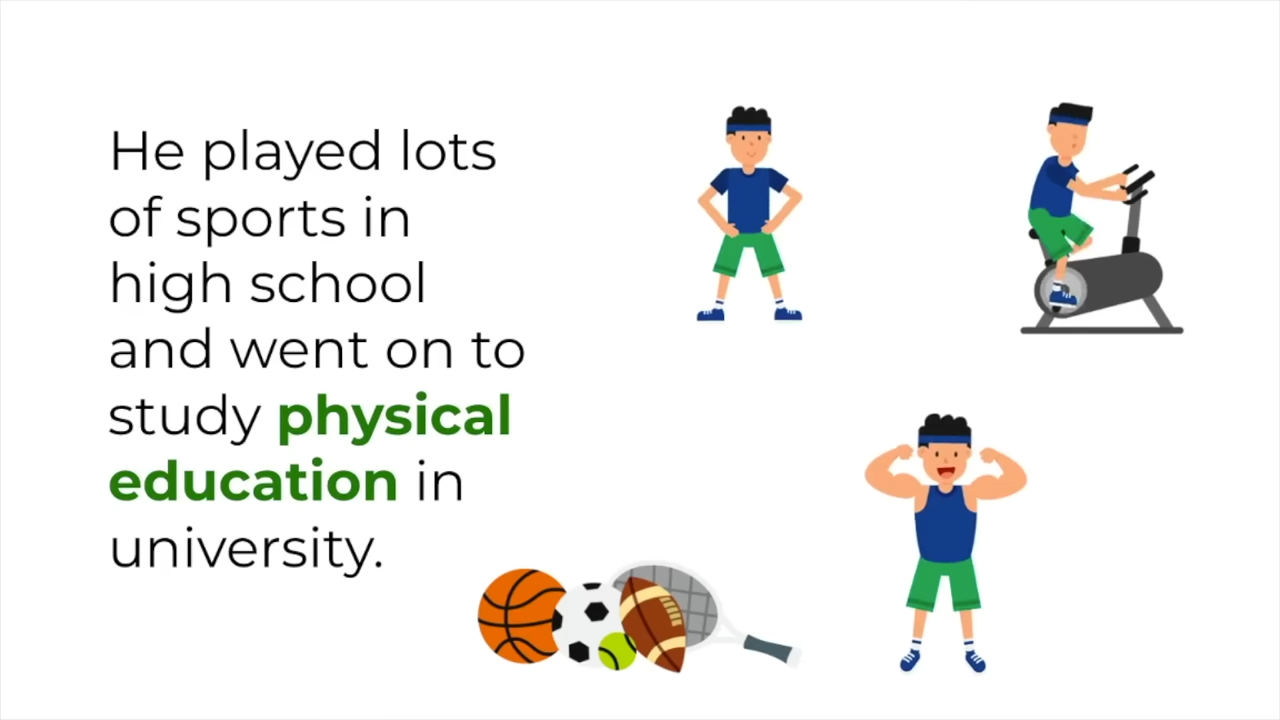 He played lots
of sports in
high school
and went on to
study physical
education in
university.